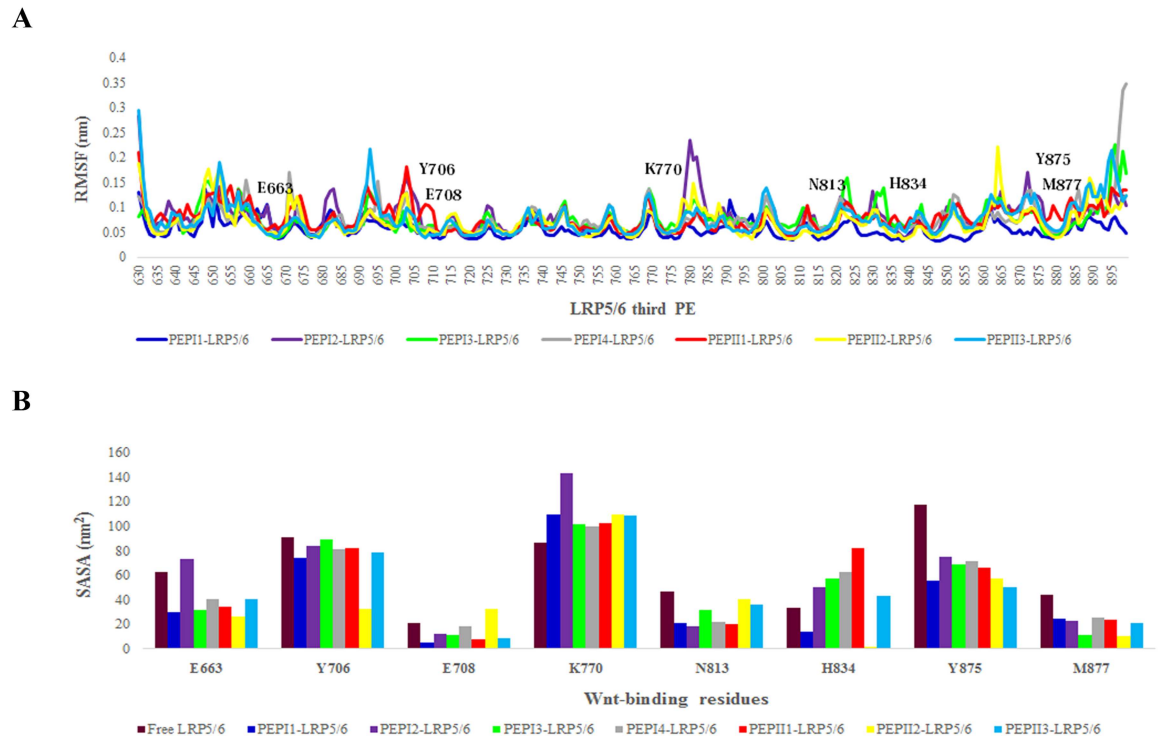 A
0.4
0.35
0.3
0.25
0.2
0.15
0.1
0.05
0
RMSF (nm)
E663
Y706
E708
K770
N813
H834
Y875
M877
630 635 640 645 650 655 660 665 670 675 680 685 690 695 700 705 710 715 720 725 730 735 740 745 750 755 760 765 770 775 780 785 790 795 800 805 810 815 820 825 830 835 840 845 850 855 860 865 870 875 880 885 890 895
LRP5/6 third PE
PEPI1-LRP5/6 PEPI2-LRP5/6 PEPI3-LRP5/6 PEPI4-LRP5/6 PEPII1-LRP5/6 PEPII2-LRP5/6 PEPII3-LRP5/6
B
160
140
120
100
80
60
40
20
0
SASA (nm²)
E663 Y706 E708 K770 N813 H834 Y875 M877
Wnt-binding residues
Free LRP5/6 PEPI1-LRP5/6 PEPI2-LRP5/6 PEPI3-LRP5/6 PEPI4-LRP5/6 PEPII1-LRP5/6 PEPII2-LRP5/6 PEPII3-LRP5/6